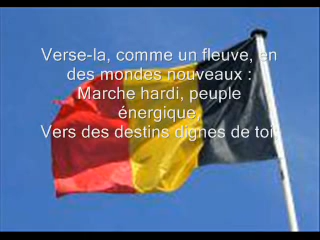 Verse-la, comme un fleuve, en
des mondes nouveaux :
Marche hardi, peuple
énergique,
Vers des destins dignes de toi